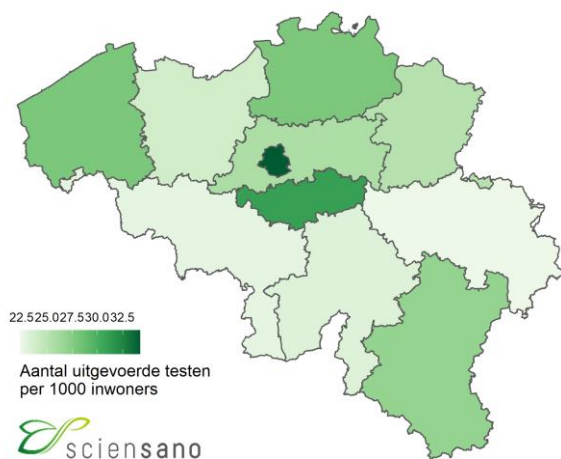 22.525.027.530.032.5
Aantal uitgevoerde testen
per 1000 inwoners
sciensano